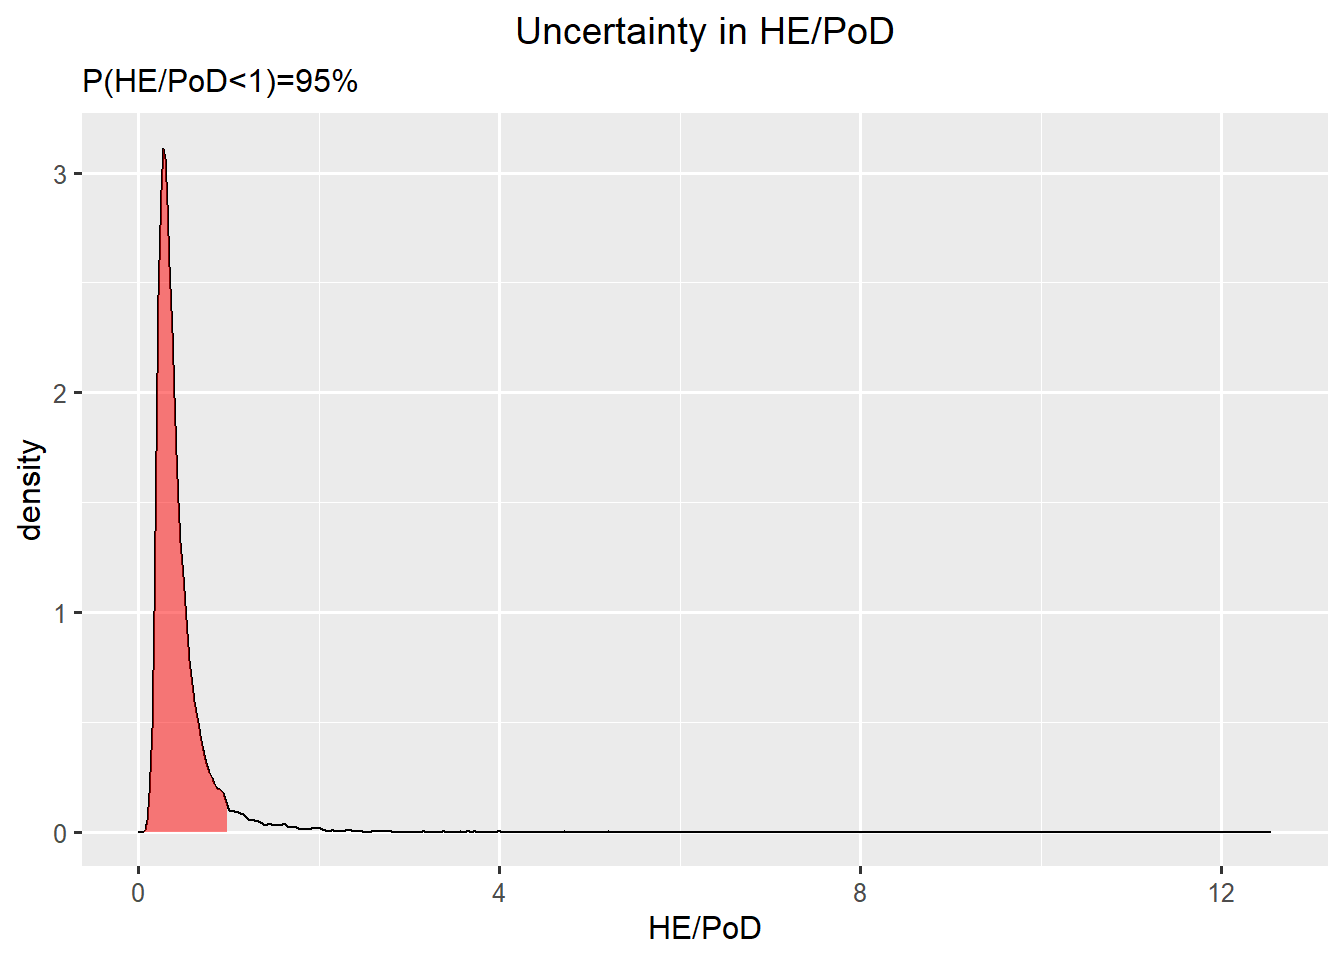 Uncertainty in HE/PoD
P(HE/PoD<1)=95%
3
2
1
0
density
0 4 8 12
HE/PoD